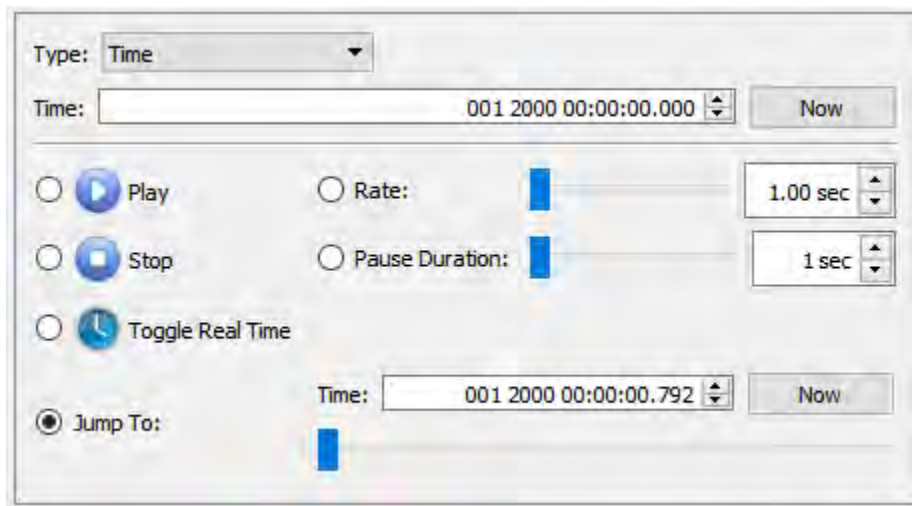 Type: Time
Time: 001 2000 00:00:00.000 Now
Play Rate: 1.00 sec
Stop Pause Duration: 1 sec
Toggle Real Time
Time: 001 2000 00:00:00.792 Now
Jump To: